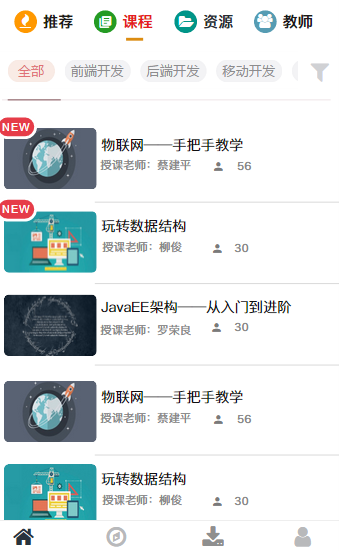 推荐 课程 资源 教师
全部 前端开发 后端开发 移动开发
NEW
物联网——手把手教学
授课老师：蔡建平 56
NEW
玩转数据结构
授课老师：柳俊 30
JavaEE架构——从入门到进阶
授课老师：罗荣良 30
物联网——手把手教学
授课老师：蔡建平 56
玩转数据结构
授课老师：柳俊 30